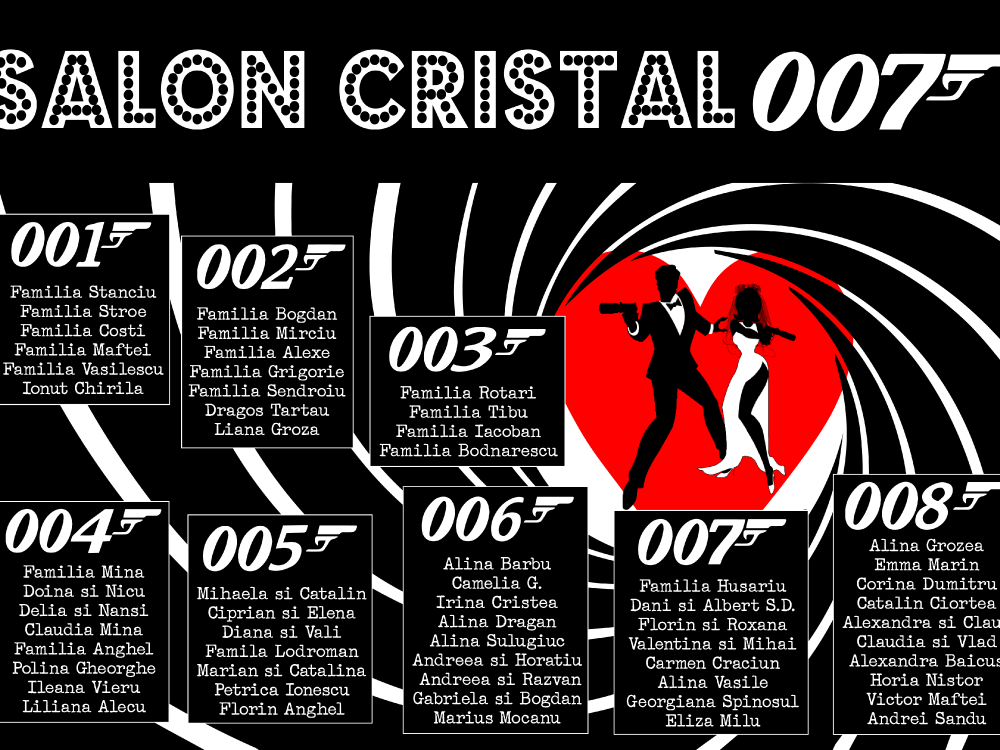 SALON CRISTAL 007
001
Familia Stanciu
Familia Stroe
Familia Costi
Familia Maftei
Familia Vasilescu
Ionut Chirila
002
Familia Bogdan
Familia Mirciu
Familia Alexe
Familia Grigorie
Familia Sendroiu
Dragos Tartau
Liana Groza
003
Familia Rotari
Familia Tibu
Familia Iacoban
Familia Bodnarescu
004
Familia Mina
Doina si Nicu
Delia si Nansi
Claudia Mina
Familia Anghel
Polina Gheorghe
Ileana Vieru
Liliana Alecu
005
Mihaela si Catalin
Ciprian si Elena
Diana si Vali
Famila Lodroman
Marian si Catalina
Petrica Ionescu
Florin Anghel
006
Alina Barbu
Camelia G.
Irina Cristea
Alina Dragan
Alina Sulugiuc
Andreea si Horatiu
Andreea si Razvan
Gabriela si Bogdan
Marius Mocanu
007
Familia Husariu
Dani si Albert S.D.
Florin si Roxana
Valentina si Mihai
Carmen Craciun
Alina Vasile
Georgiana Spinosul
Eliza Milu
008
Alina Grozea
Emma Marin
Corina Dumitru
Catalin Ciortea
Alexandra si
Claudia si Vlad
Alexandra
Horia Nistor
Victor Maftei
Andrei Sandu